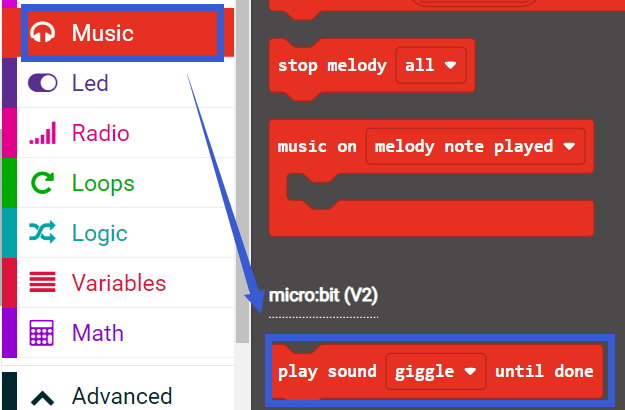 Music
Led
Radio
Loops
Logic
Variables
Math
Advanced
stop melody all
music on melody note played
micro:bit (V2)
play sound giggle until done